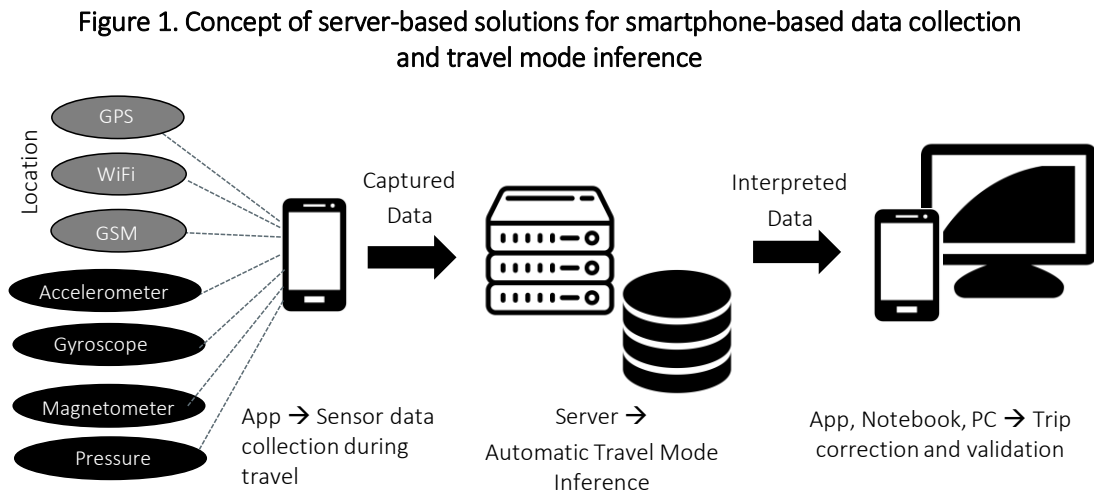 Figure 1. Concept of server-based solutions for smartphone-based data collection
and travel mode inference
Location
GPS
WiFi
GSM
Accelerometer
Gyroscope
Magnetometer
Pressure
Captured
Data
Interpreted
Data
App → Sensor data
collection during
travel
Server →
Automatic Travel Mode
Inference
App, Notebook, PC → Trip
correction and validation